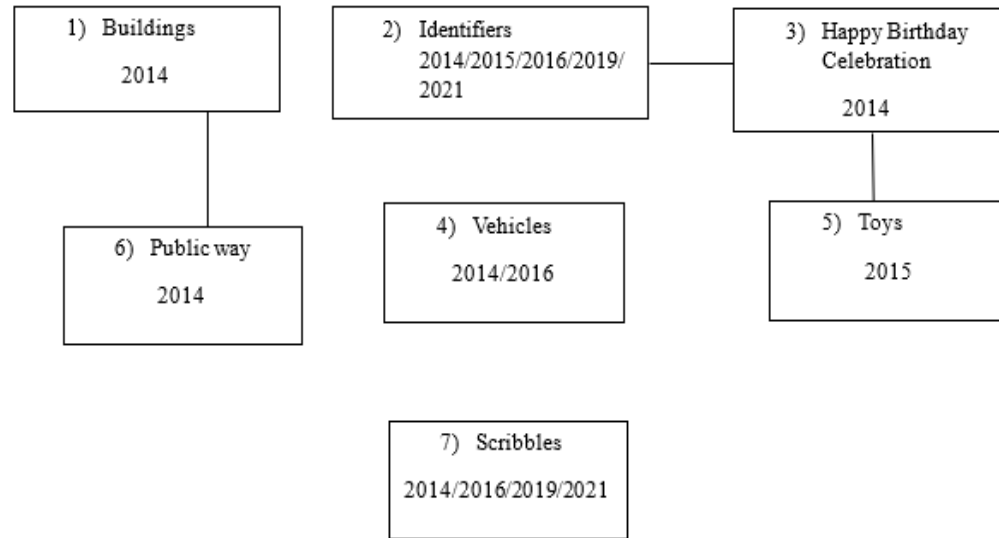 1) Buildings
2014
2) Identifiers
2014/2015/2016/2019/
2021
3) Happy Birthday
Celebration
2014
4) Vehicles
2014/2016
5) Toys
2015
6) Public way
2014
7) Scribbles
2014/2016/2019/2021